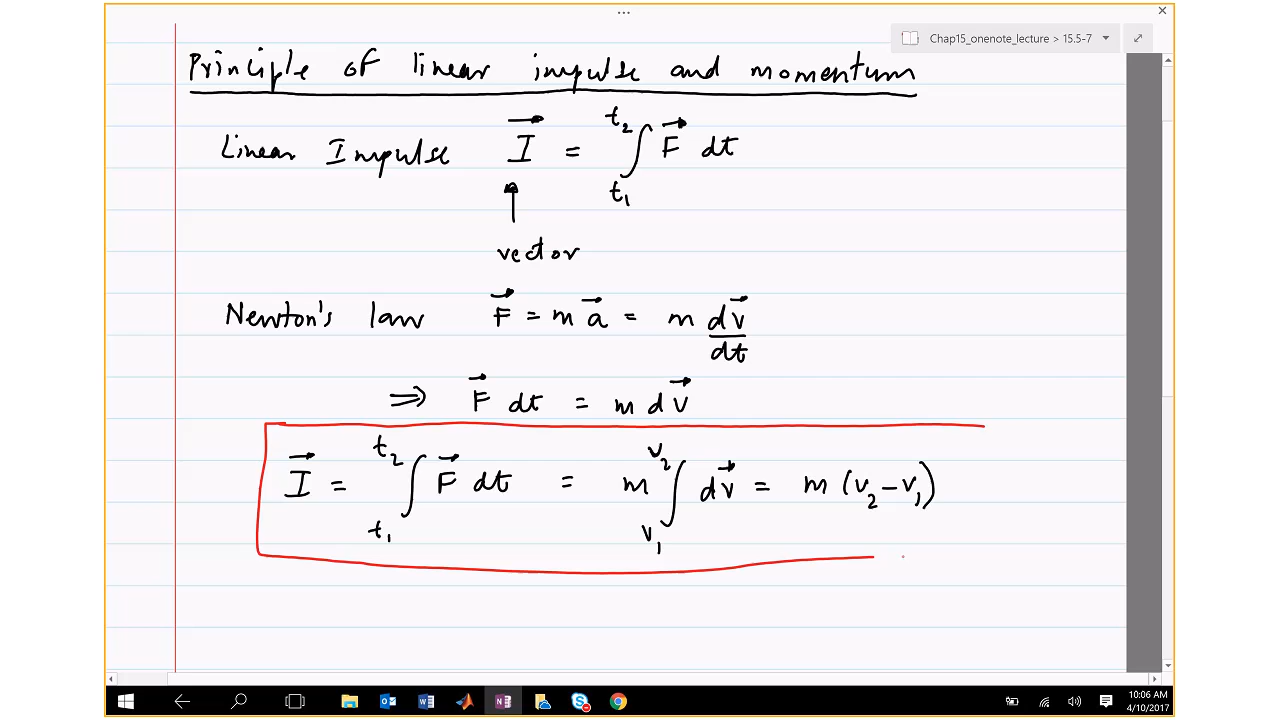 Chap15_onenote_lecture > 15.5-7
Principle of linear impulse and momentum
Linear Impulse I⃗ = ∫_{t₁}^{t₂} F⃗ dt
vector
Newton's law F⃗ = m a⃗ = m dv⃗/dt
⇒ F⃗ dt = m dv⃗
I⃗ = ∫_{t₁}^{t₂} F⃗ dt = m ∫_{v₁}^{v₂} dv⃗ = m (v₂ − v₁)
10:06 AM
4/10/2017